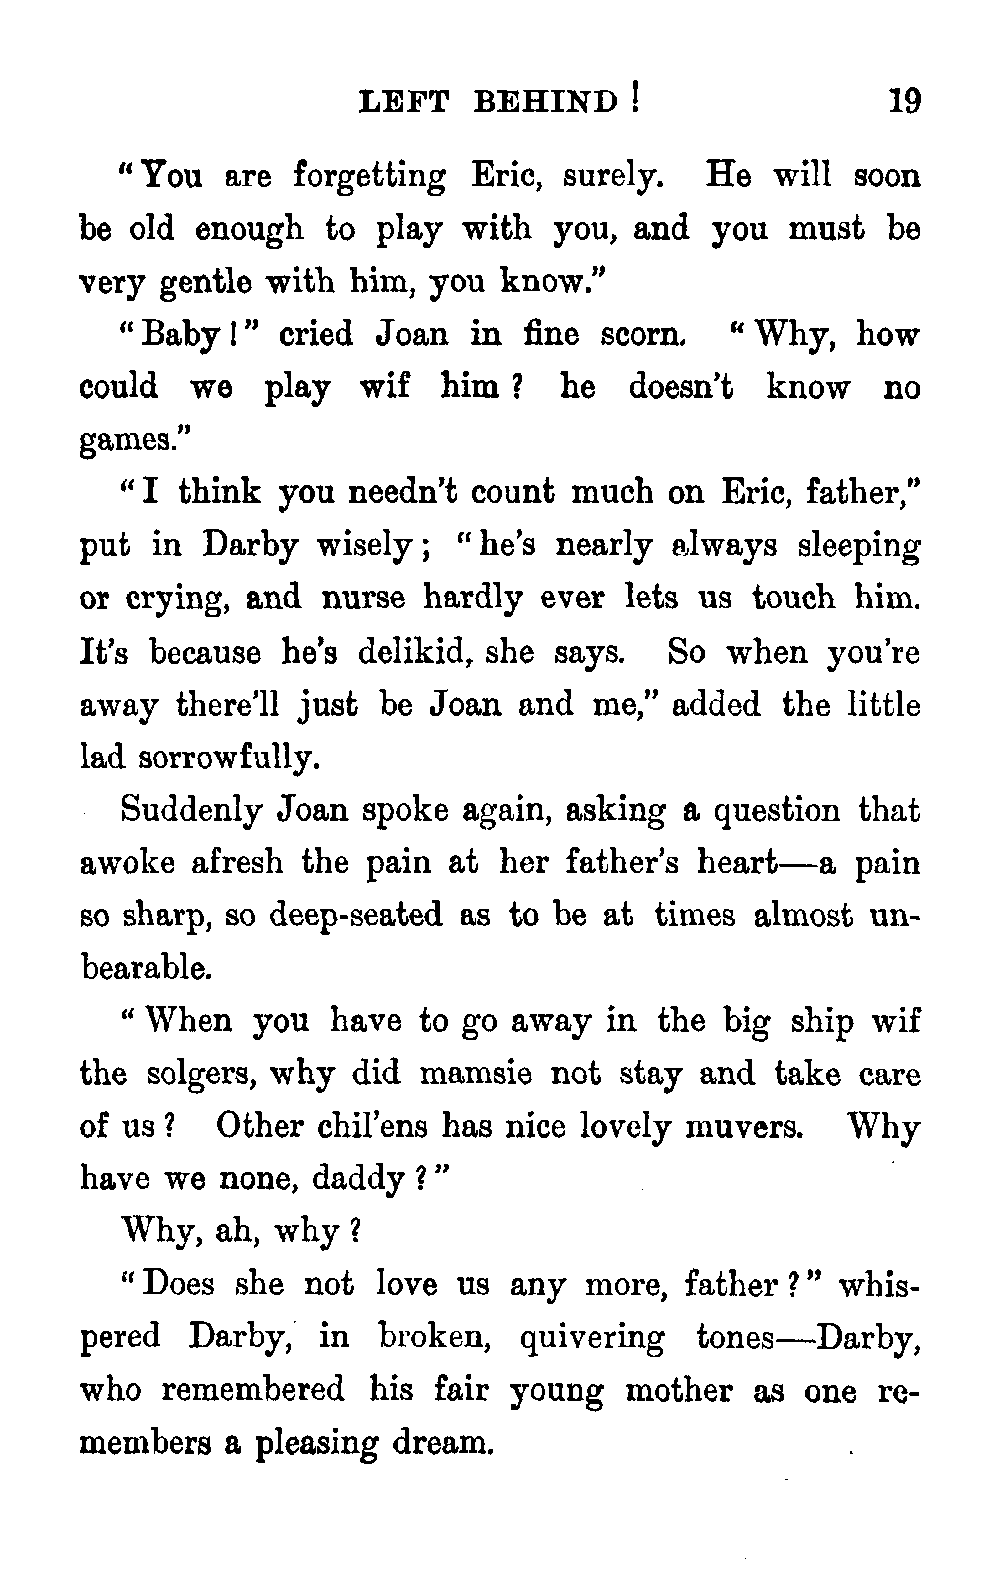 LEFT BEHIND! 19
"You are forgetting Eric, surely. He will soon
be old enough to play with you, and you must be
very gentle with him, you know."
"Baby!" cried Joan in fine scorn. "Why, how
could we play wif him? he doesn't know no
games."
"I think you needn't count much on Eric, father,"
put in Darby wisely; "he's nearly always sleeping
or crying, and nurse hardly ever lets us touch him.
It's because he's delikid, she says. So when you're
away there'll just be Joan and me," added the little
lad sorrowfully.
Suddenly Joan spoke again, asking a question that
awoke afresh the pain at her father's heart—a pain
so sharp, so deep-seated as to be at times almost un-
bearable.
"When you have to go away in the big ship wif
the solgers, why did mamsie not stay and take care
of us? Other chil'ens has nice lovely muvers. Why
have we none, daddy?"
Why, ah, why?
"Does she not love us any more, father?" whis-
pered Darby, in broken, quivering tones—Darby,
who remembered his fair young mother as one re-
members a pleasing dream.